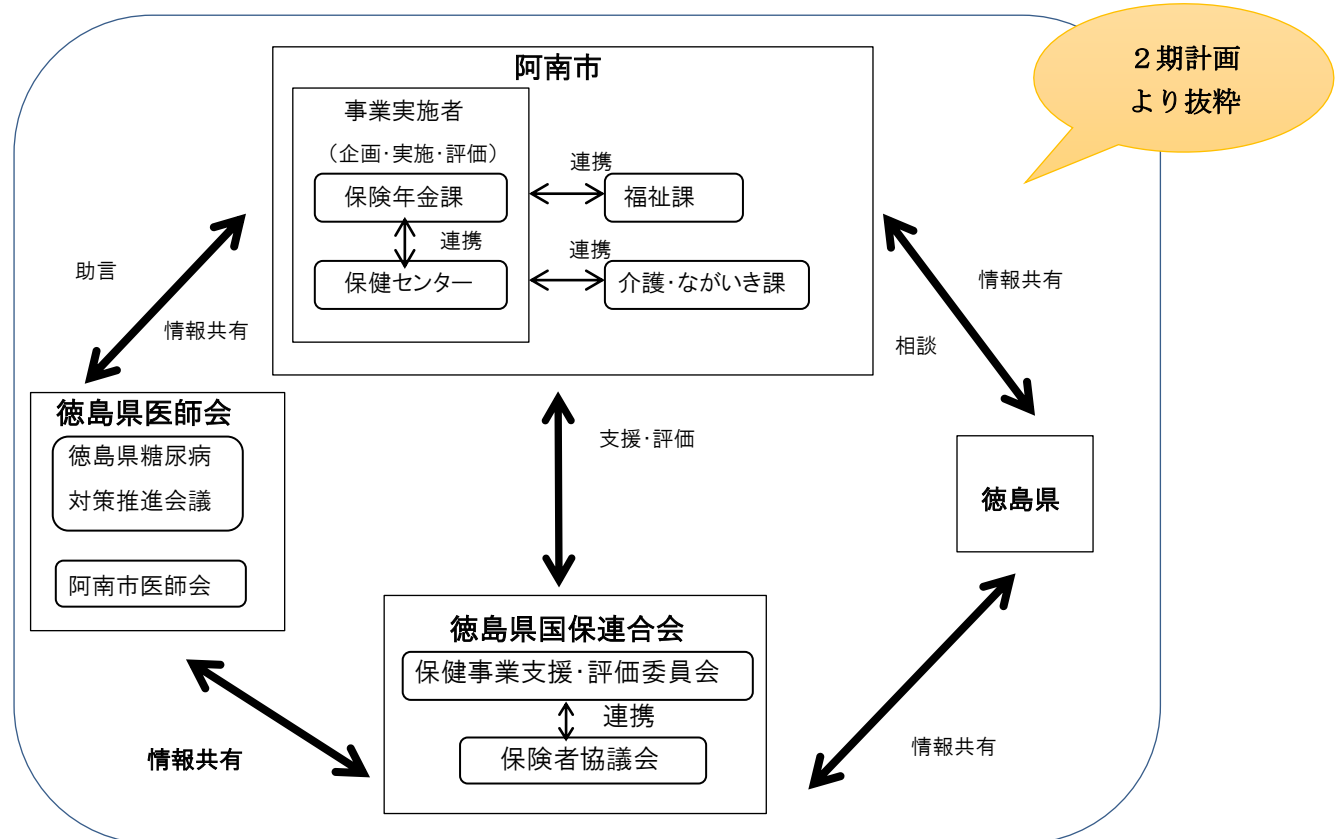 2期計画
より抜粋
阿南市
事業実施者
（企画・実施・評価）
保険年金課
連携
保健センター
連携
福祉課
連携
介護・ながいき課
助言
情報共有
情報共有
相談
徳島県医師会
徳島県糖尿病
対策推進会議
阿南市医師会
支援・評価
徳島県
徳島県国保連合会
保健事業支援・評価委員会
連携
保険者協議会
情報共有
情報共有